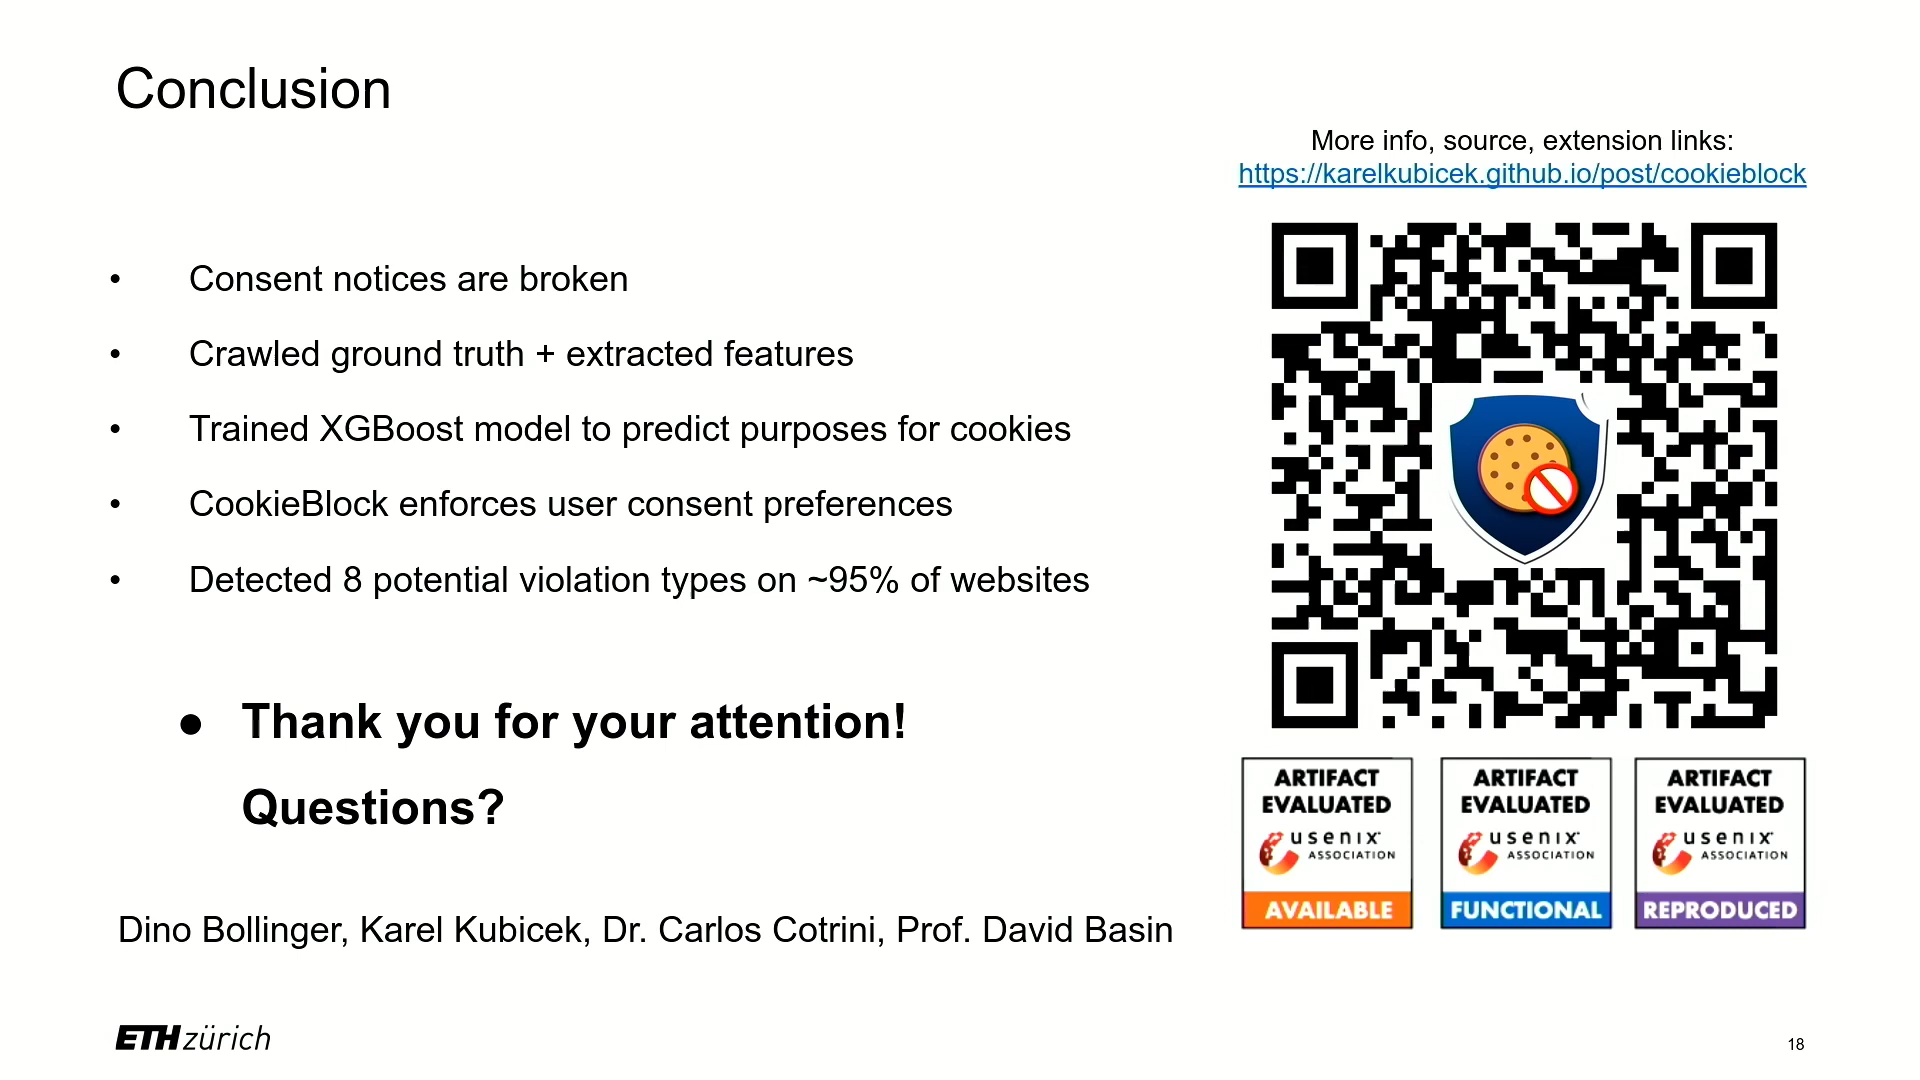 Conclusion
More info, source, extension links:
https://karelkubicek.github.io/post/cookieblock
• Consent notices are broken
• Crawled ground truth + extracted features
• Trained XGBoost model to predict purposes for cookies
• CookieBlock enforces user consent preferences
• Detected 8 potential violation types on ~95% of websites
● Thank you for your attention!
Questions?
ARTIFACT
EVALUATED
usenix
ASSOCIATION
AVAILABLE
ARTIFACT
EVALUATED
usenix
ASSOCIATION
FUNCTIONAL
ARTIFACT
EVALUATED
usenix
ASSOCIATION
REPRODUCED
Dino Bollinger, Karel Kubicek, Dr. Carlos Cotrini, Prof. David Basin
ETH zürich
18